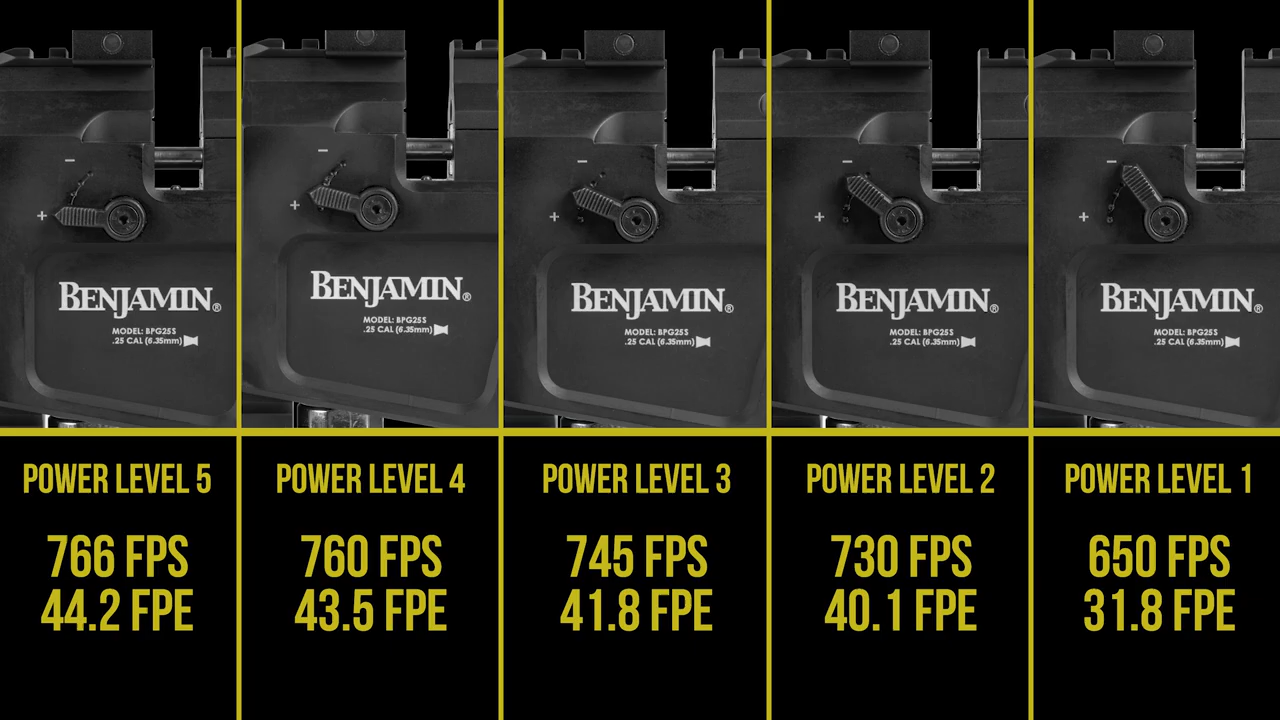 −
+
BENJAMIN®
MODEL: BPG25S
.25 CAL (6.35mm)
POWER LEVEL 5
766 FPS
44.2 FPE
−
+
BENJAMIN®
MODEL: BPG25S
.25 CAL (6.35mm)
POWER LEVEL 4
760 FPS
43.5 FPE
−
+
BENJAMIN®
MODEL: BPG25S
.25 CAL (6.35mm)
POWER LEVEL 3
745 FPS
41.8 FPE
−
+
BENJAMIN®
MODEL: BPG25S
.25 CAL (6.35mm)
POWER LEVEL 2
730 FPS
40.1 FPE
−
+
BENJAMIN®
MODEL: BPG25S
.25 CAL (6.35mm)
POWER LEVEL 1
650 FPS
31.8 FPE